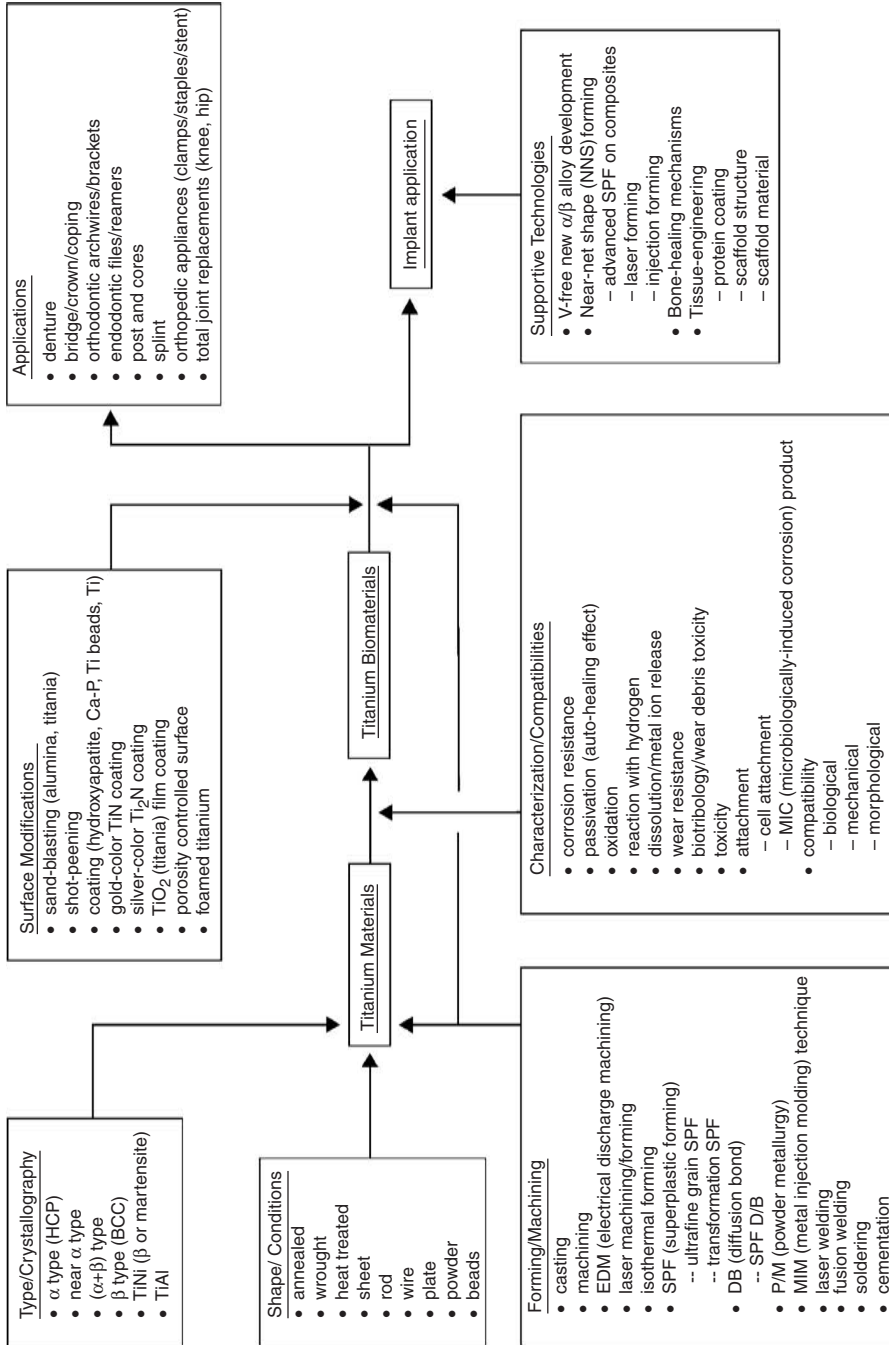 Type/Crystallography
• α type (HCP)
• near α type
• (α+β) type
• β type (BCC)
• TiNi (β or martensite)
• TiAl
Shape/ Conditions
• annealed
• wrought
• heat treated
• sheet
• rod
• wire
• plate
• powder
• beads
Forming/Machining
• casting
• machining
• EDM (electrical discharge machining)
• laser machining/forming
• isothermal forming
• SPF (superplastic forming)
-- ultrafine grain SPF
-- transformation SPF
• DB (diffusion bond)
-- SPF D/B
• P/M (powder metallurgy)
• MIM (metal injection molding) technique
• laser welding
• fusion welding
• soldering
• cementation
Titanium Materials
Surface Modifications
• sand-blasting (alumina, titania)
• shot-peening
• coating (hydroxyapatite, Ca-P, Ti beads, Ti)
• gold-color TiN coating
• silver-color Ti₂N coating
• TiO₂ (titania) film coating
• porosity controlled surface
• foamed titanium
Titanium Biomaterials
Characterization/Compatibilities
• corrosion resistance
• passivation (auto-healing effect)
• oxidation
• reaction with hydrogen
• dissolution/metal ion release
• wear resistance
• biotribology/wear debris toxicity
• toxicity
• attachment
– cell attachment
– MIC (microbiologically-induced corrosion) product
• compatibility
– biological
– mechanical
– morphological
Applications
• denture
• bridge/crown/coping
• orthodontic archwires/brackets
• endodontic files/reamers
• post and cores
• splint
• orthopedic appliances (clamps/staples/stent)
• total joint replacements (knee, hip)
Implant application
Supportive Technologies
• V-free new α/β alloy development
• Near-net shape (NNS) forming
– advanced SPF on composites
– laser forming
– injection forming
• Bone-healing mechanisms
• Tissue-engineering
– protein coating
– scaffold structure
– scaffold material